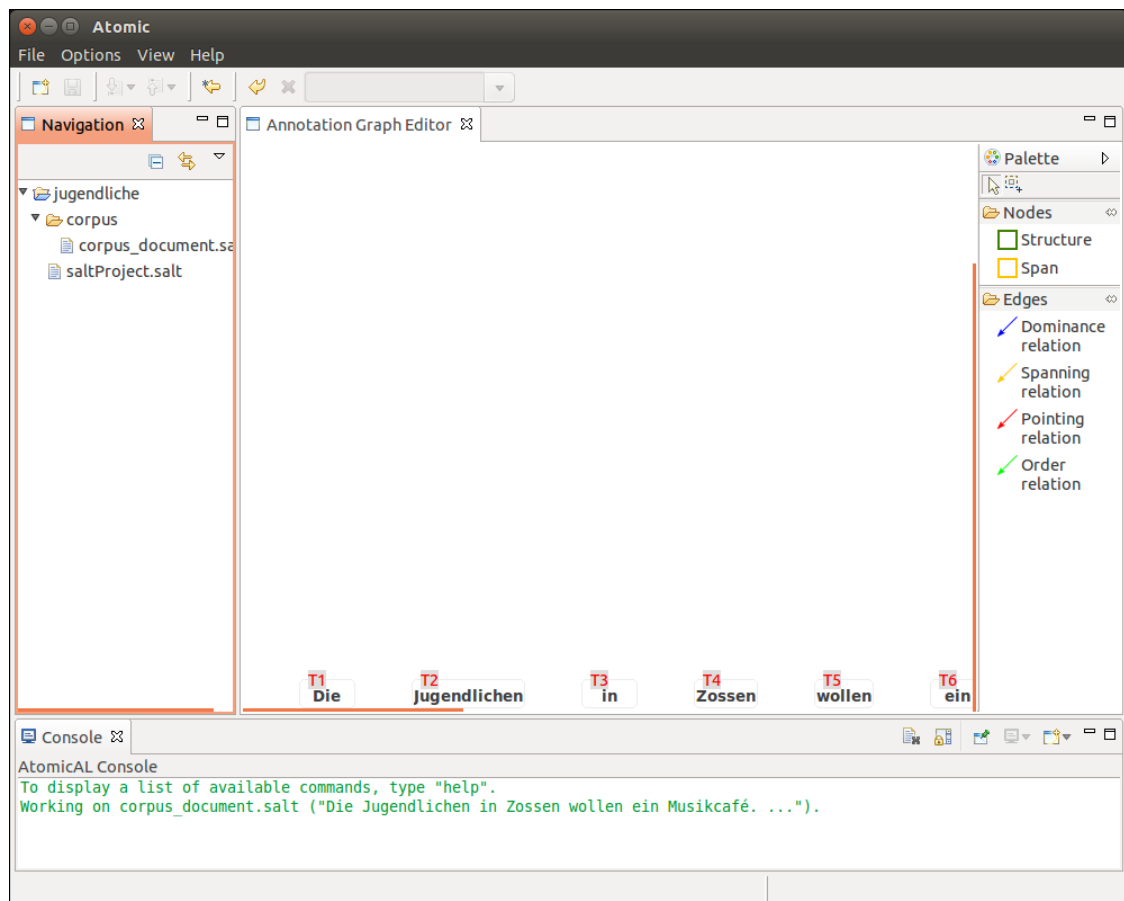 Atomic
File Options View Help
Navigation
Annotation Graph Editor
jugendliche
corpus
corpus_document.sa
saltProject.salt
Palette
Nodes
Structure
Span
Edges
Dominance
relation
Spanning
relation
Pointing
relation
Order
relation
T1 T2 T3 T4 T5 T6
Die Jugendlichen in Zossen wollen ein
Console
AtomicAL Console
To display a list of available commands, type "help".
Working on corpus_document.salt ("Die Jugendlichen in Zossen wollen ein Musikcafé. ...").